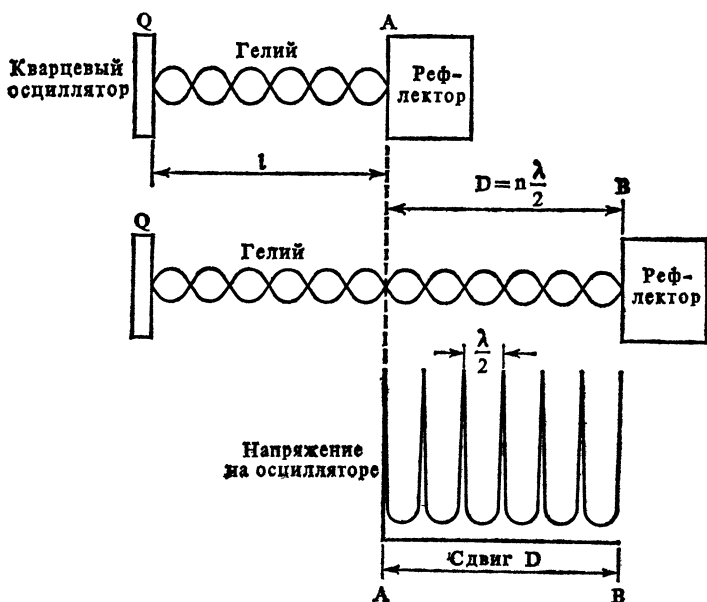 Q
A
Гелий
Кварцевый
осциллятор
Реф-
лектор
l
D = n λ/2
B
Q
Гелий
Реф-
лектор
λ/2
Напряжение
на осцилляторе
Сдвиг D
A
B